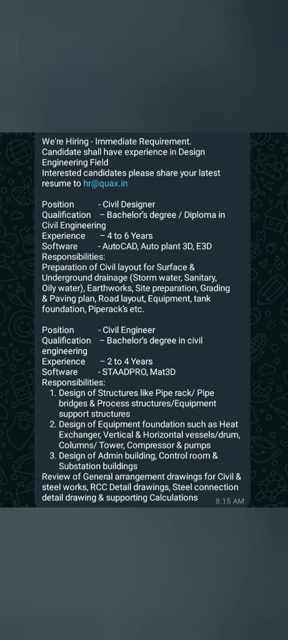 We're Hiring - Immediate Requirement.
Candidate shall have experience in Design
Engineering Field
Interested candidates please share your latest
resume to hr@quax.in
Position - Civil Designer
Qualification – Bachelor's degree / Diploma in
Civil Engineering
Experience – 4 to 6 Years
Software - AutoCAD, Auto plant 3D, E3D
Responsibilities:
Preparation of Civil layout for Surface &
Underground drainage (Storm water, Sanitary,
Oily water), Earthworks, Site preparation, Grading
& Paving plan, Road layout, Equipment, tank
foundation, Piperack's etc.
Position - Civil Engineer
Qualification – Bachelor's degree in civil
engineering
Experience – 2 to 4 Years
Software - STAADPRO, Mat3D
Responsibilities:
1. Design of Structures like Pipe rack/ Pipe
bridges & Process structures/Equipment
support structures
2. Design of Equipment foundation such as Heat
Exchanger, Vertical & Horizontal vessels/drum,
Columns/ Tower, Compressor & pumps
3. Design of Admin building, Control room &
Substation buildings
Review of General arrangement drawings for Civil &
steel works, RCC Detail drawings, Steel connection
detail drawing & supporting Calculations
8:15 AM